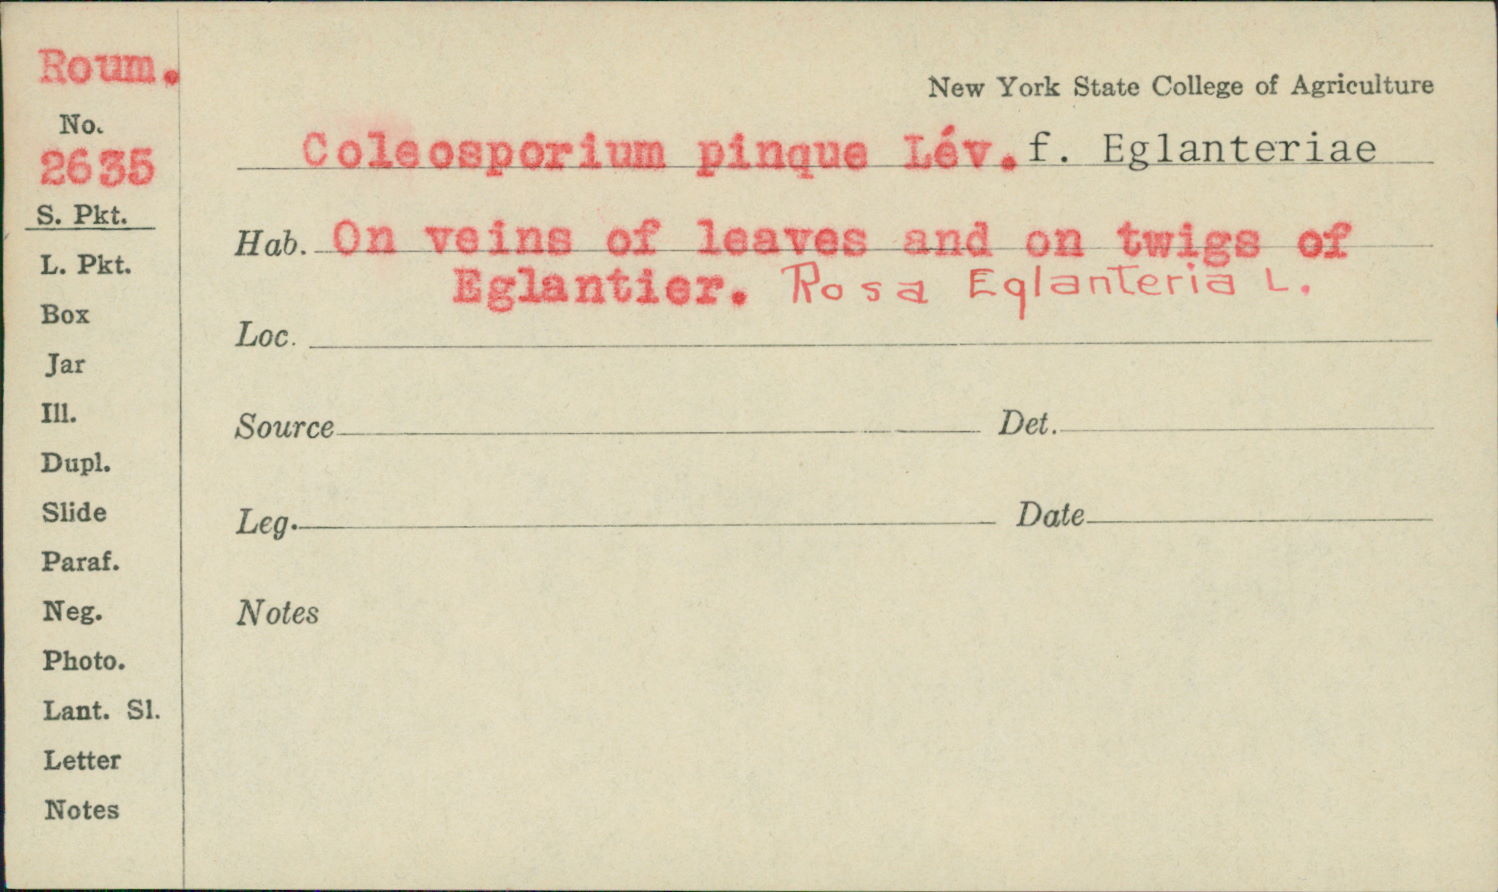 Roum.
No.
2635
S. Pkt.
L. Pkt.
Box
Jar
Ill.
Dupl.
Slide
Paraf.
Neg.
Photo.
Lant. Sl.
Letter
Notes
New York State College of Agriculture
Coleosporium pinque Lév. f. Eglanteriae
Hab. On veins of leaves and on twigs of
Eglantier. Rosa Eglanteria L.
Loc.
Source Det.
Leg. Date
Notes